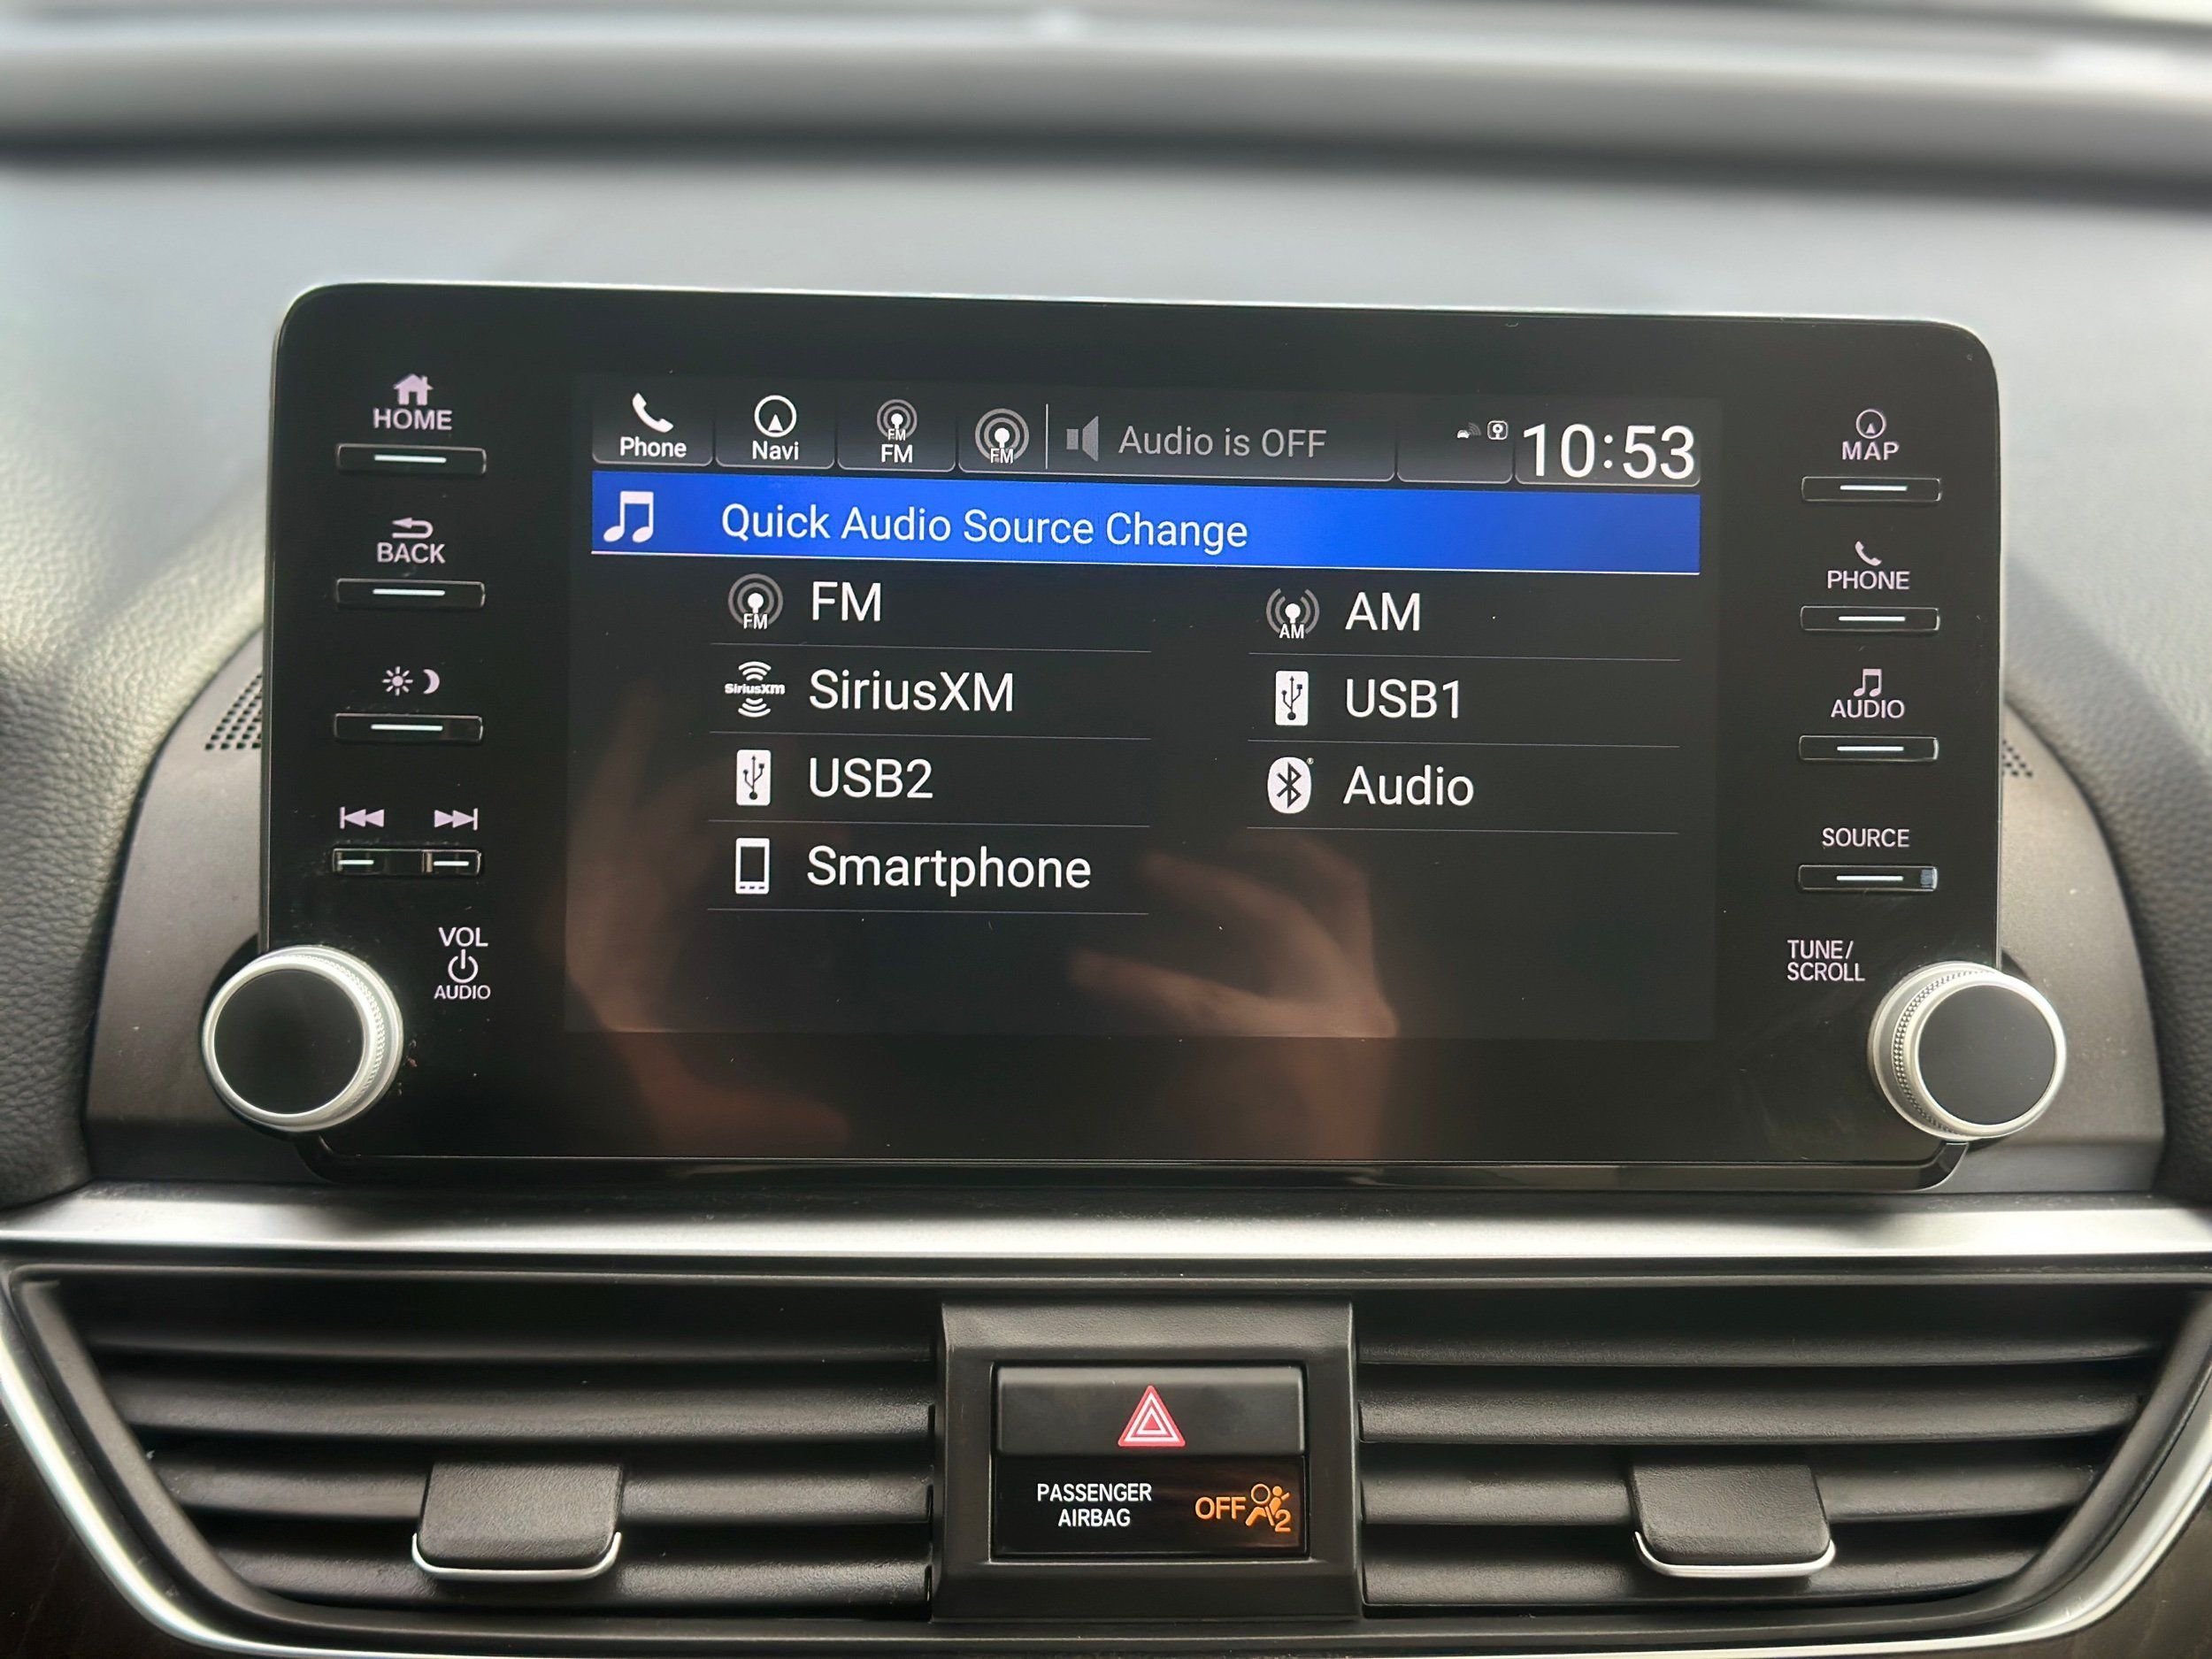 HOME
BACK
VOL
AUDIO
Phone
Navi
FM
FM
FM
Audio is OFF
10:53
Quick Audio Source Change
FM
FM
AM
AM
SiriusXM
SiriusXM
USB1
USB2
Audio
Smartphone
MAP
PHONE
AUDIO
SOURCE
TUNE/
SCROLL
PASSENGER
AIRBAG
OFF
2